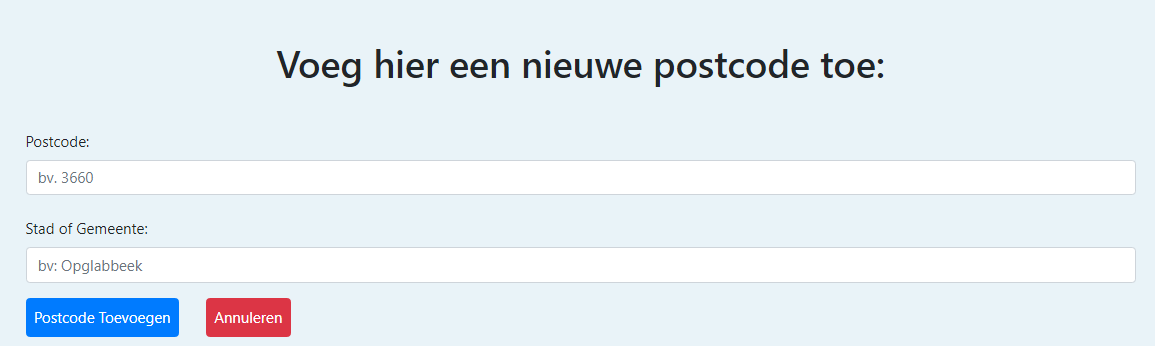 Voeg hier een nieuwe postcode toe:
Postcode:
bv. 3660
Stad of Gemeente:
bv: Opglabbeek
Postcode Toevoegen Annuleren